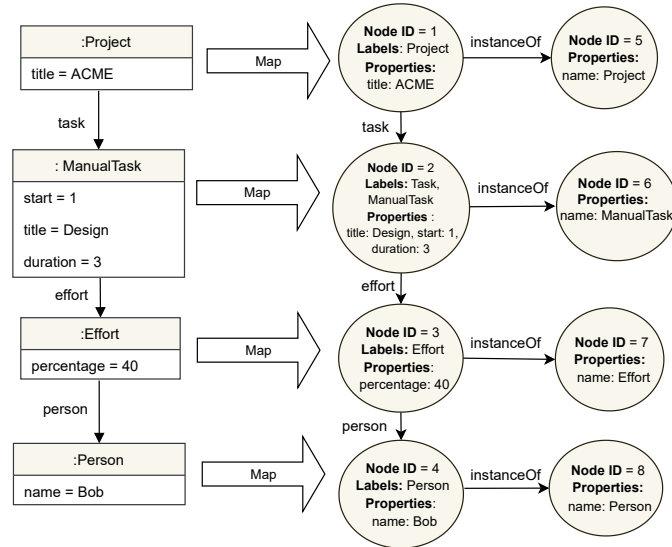 :Project
title = ACME
Map
Node ID = 1
Labels: Project
Properties:
title: ACME
instanceOf
Node ID = 5
Properties:
name: Project
task
task
: ManualTask
start = 1
title = Design
duration = 3
Map
Node ID = 2
Labels: Task,
ManualTask
Properties :
title: Design, start: 1,
duration: 3
instanceOf
Node ID = 6
Properties:
name: ManualTask
effort
effort
:Effort
percentage = 40
Map
Node ID = 3
Labels: Effort
Properties:
percentage: 40
instanceOf
Node ID = 7
Properties:
name: Effort
person
person
:Person
name = Bob
Map
Node ID = 4
Labels: Person
Properties:
name: Bob
instanceOf
Node ID = 8
Properties:
name: Person